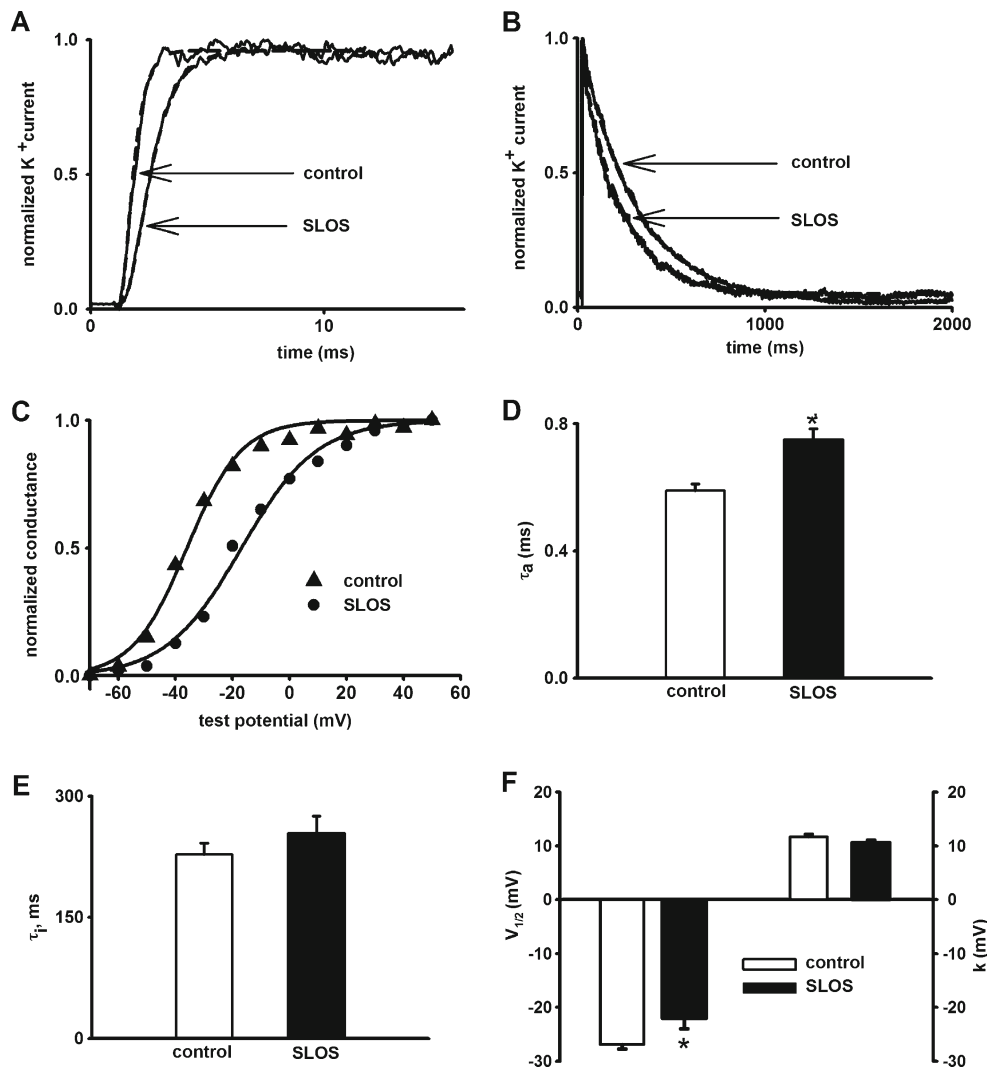 A
normalized K+current
1.0
0.5
0.0
0
10
time (ms)
control
SLOS
B
normalized K+ current
1.0
0.5
0.0
0
1000
2000
time (ms)
control
SLOS
C
normalized conductance
1.0
0.5
0.0
-60
-40
-20
0
20
40
60
test potential (mV)
control
SLOS
D
τa (ms)
0.8
0.4
0.0
*
control
SLOS
E
τi, ms
300
150
0
control
SLOS
F
V1/2 (mV)
20
10
0
-10
-20
-30
*
control
SLOS
20
10
0
-10
-20
-30
k (mV)